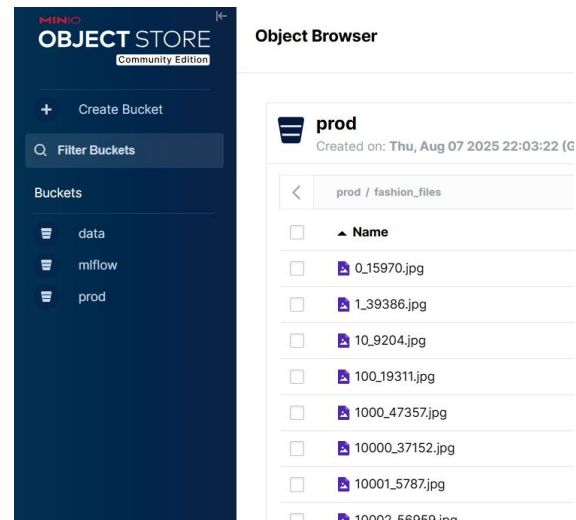 MINIO
OBJECT STORE
Community Edition
Create Bucket
Filter Buckets
Buckets
data
mlflow
prod
Object Browser
prod
Created on: Thu, Aug 07 2025 22:03:22 (G
prod / fashion_files
Name
0_15970.jpg
1_39386.jpg
10_9204.jpg
100_19311.jpg
1000_47357.jpg
10000_37152.jpg
10001_5787.jpg
10002_56959.jpg